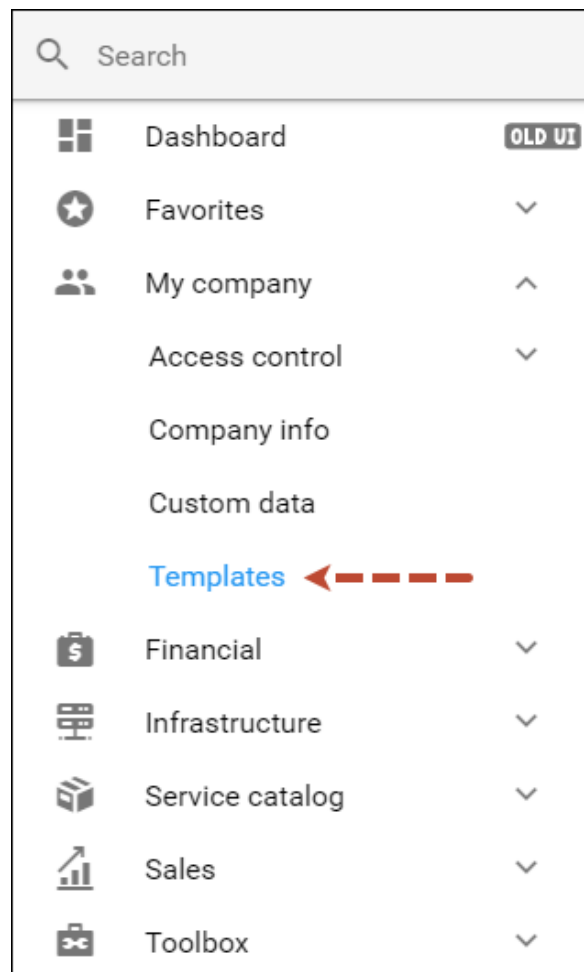 Search
Dashboard OLD UI
Favorites
My company
Access control
Company info
Custom data
Templates
Financial
Infrastructure
Service catalog
Sales
Toolbox